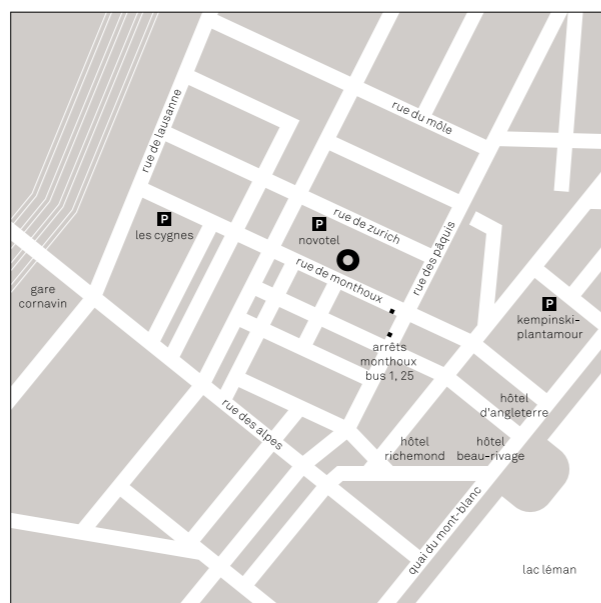 rue du môle
rue de lausanne
P
les cygnes
P
novotel
rue de zurich
rue de monthoux
rue des pâquis
gare
cornavin
P
kempinski-
plantamour
arrêts
monthoux
bus 1, 25
hôtel
d'angleterre
rue des alpes
hôtel
richemond
hôtel
beau-rivage
quai du mont-blanc
lac léman